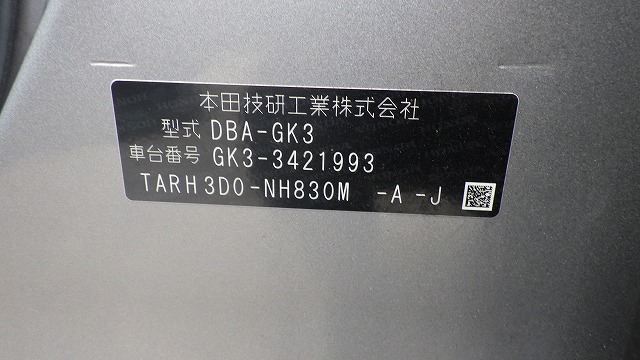 本田技研工業株式会社
型式 DBA-GK3
車台番号 GK3-3421993
TARH3D0-NH830M -A -J